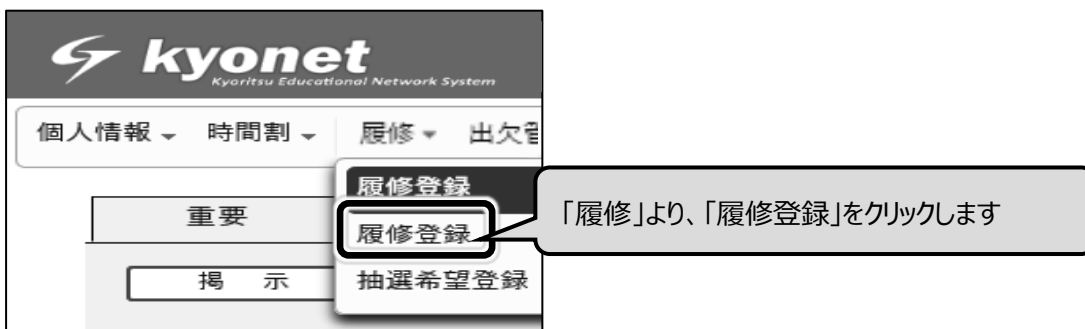 kyonet
Kyoritsu Educational Network System
個人情報 時間割 履修 出欠管
履修登録
重要
履修登録
「履修」より、「履修登録」をクリックします
掲 示
抽選希望登録